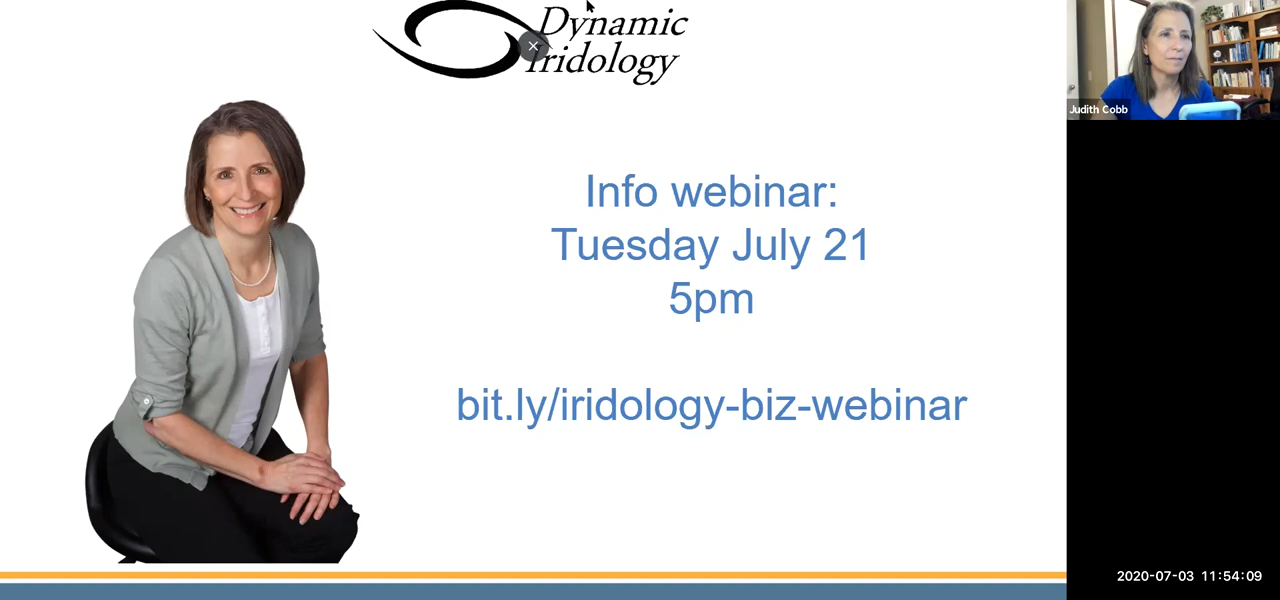 Dynamic
Iridology
Judith Cobb
Info webinar:
Tuesday July 21
5pm
bit.ly/iridology-biz-webinar
2020-07-03 11:54:09